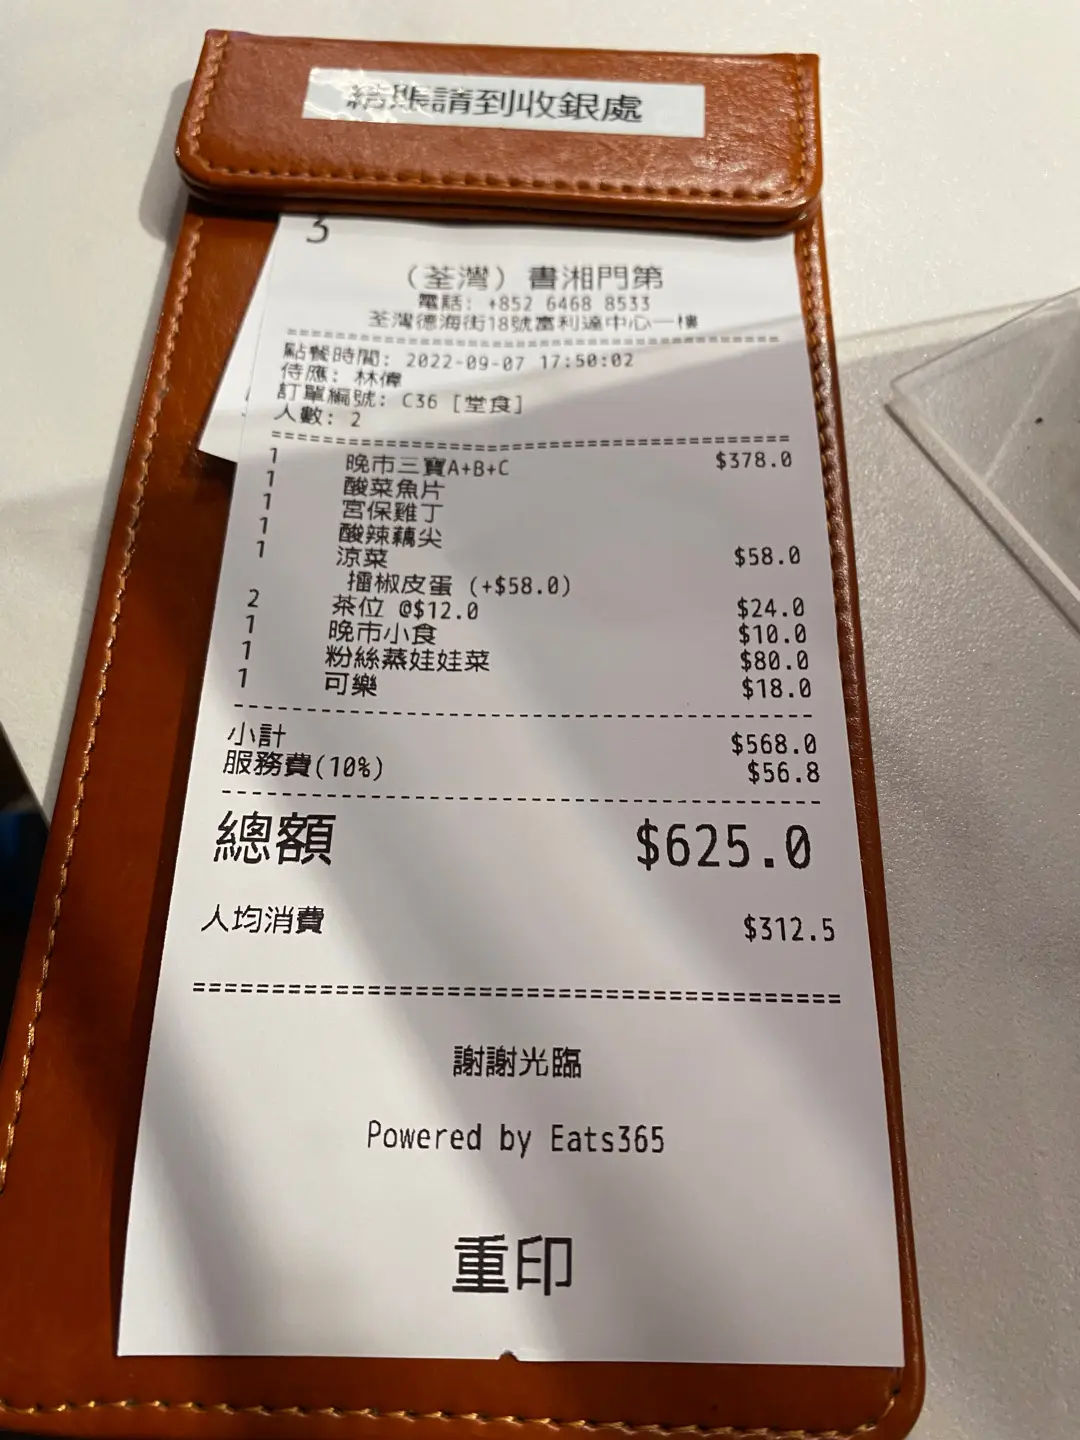 結賬請到收銀處
3
（荃灣）書湘門第
電話: +852 6468 8533
荃灣德海街18號富利達中心一樓
點餐時間: 2022-09-07 17:50:02
侍應: 林偉
訂單編號: C36 [堂食]
人數: 2
1 晚市三寶A+B+C $378.0
1 酸菜魚片
1 宮保雞丁
1 酸辣藕尖
1 涼菜 $58.0
擂椒皮蛋 (+$58.0)
2 茶位 @$12.0 $24.0
1 晚市小食 $10.0
1 粉絲蒸娃娃菜 $80.0
1 可樂 $18.0
小計 $568.0
服務費(10%) $56.8
總額 $625.0
人均消費 $312.5
謝謝光臨
Powered by Eats365
重印